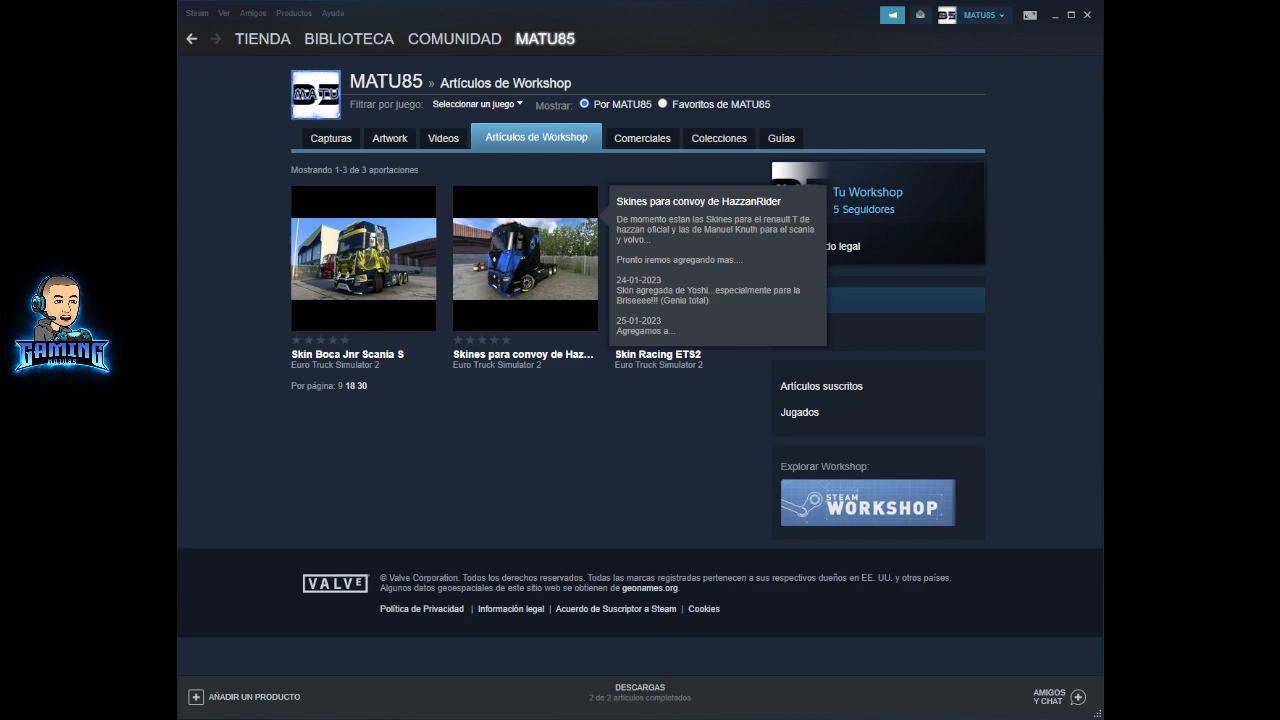 Steam Ver Amigos Productos Ayuda
MATU85
TIENDA BIBLIOTECA COMUNIDAD MATU85
MATU
MATU85 » Artículos de Workshop
Filtrar por juego: Seleccionar un juego Mostrar: Por MATU85 Favoritos de MATU85
Capturas Artwork Videos Artículos de Workshop Comerciales Colecciones Guías
Mostrando 1-3 de 3 aportaciones
Tu Workshop
5 Seguidores
do legal
Skines para convoy de HazzanRider
De momento estan las Skines para el renault T de
hazzan oficial y las de Manuel Knuth para el scania
y volvo...
Pronto iremos agregando mas....
24-01-2023
Skin agregada de Yoshi...especialmente para la
Briseeee!!! (Genia total)
25-01-2023
Agregamos a...
Skin Boca Jnr Scania S
Euro Truck Simulator 2
Skines para convoy de Haz...
Euro Truck Simulator 2
Skin Racing ETS2
Euro Truck Simulator 2
Por página: 9 18 30
GAMING
MATU85
Artículos suscritos
Jugados
Explorar Workshop:
STEAM
WORKSHOP
VALVE
© Valve Corporation. Todos los derechos reservados. Todas las marcas registradas pertenecen a sus respectivos dueños en EE. UU. y otros países.
Algunos datos geoespaciales de este sitio web se obtienen de geonames.org.
Política de Privacidad | Información legal | Acuerdo de Suscriptor a Steam | Cookies
AÑADIR UN PRODUCTO
DESCARGAS
2 de 2 artículos completados
AMIGOS
Y CHAT